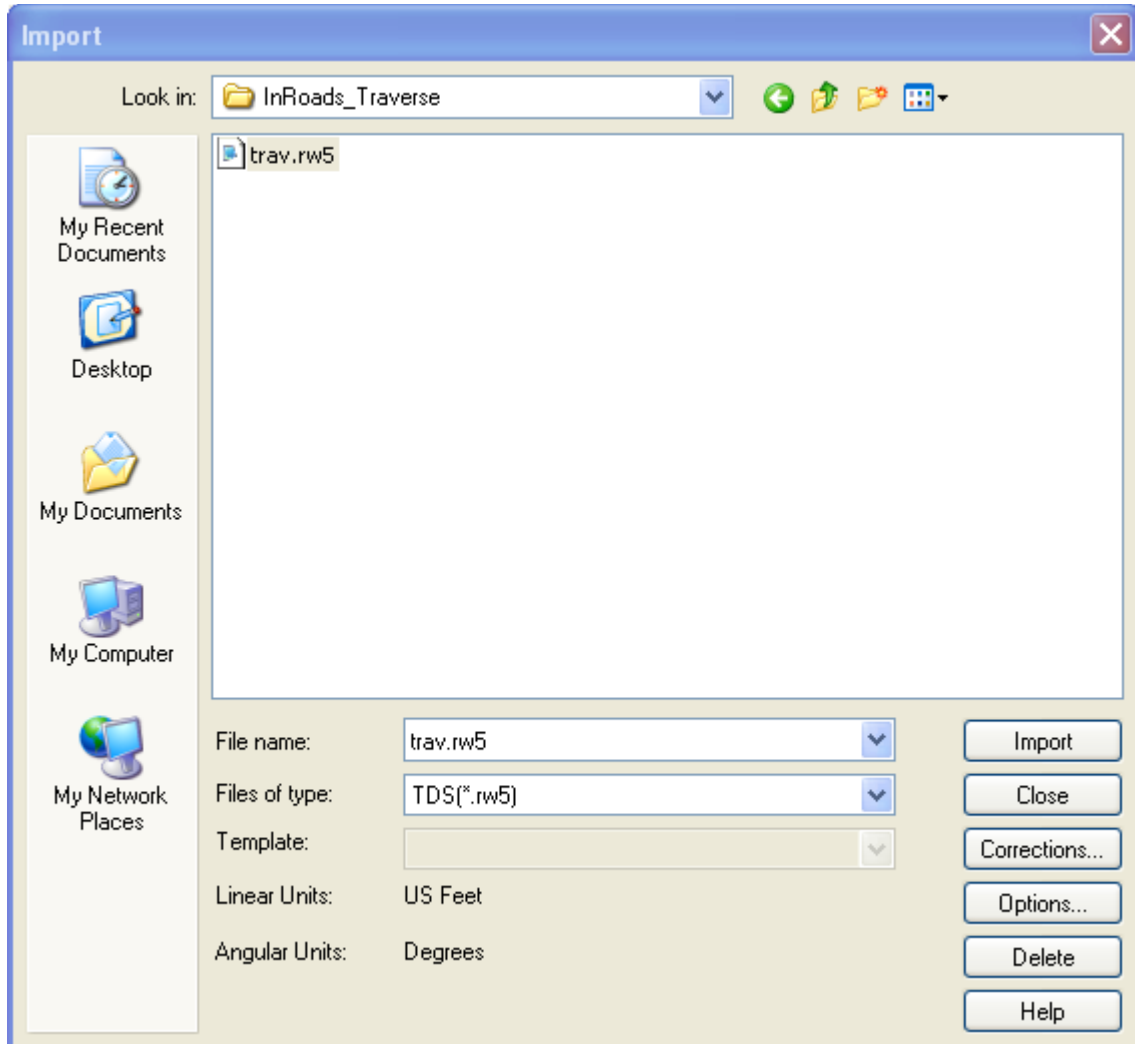 Import
Look in: InRoads_Traverse
trav.rw5
My Recent
Documents
Desktop
My Documents
My Computer
My Network
Places
File name: trav.rw5 Import
Files of type: TDS(*.rw5) Close
Template: Corrections...
Linear Units: US Feet Options...
Angular Units: Degrees Delete
Help